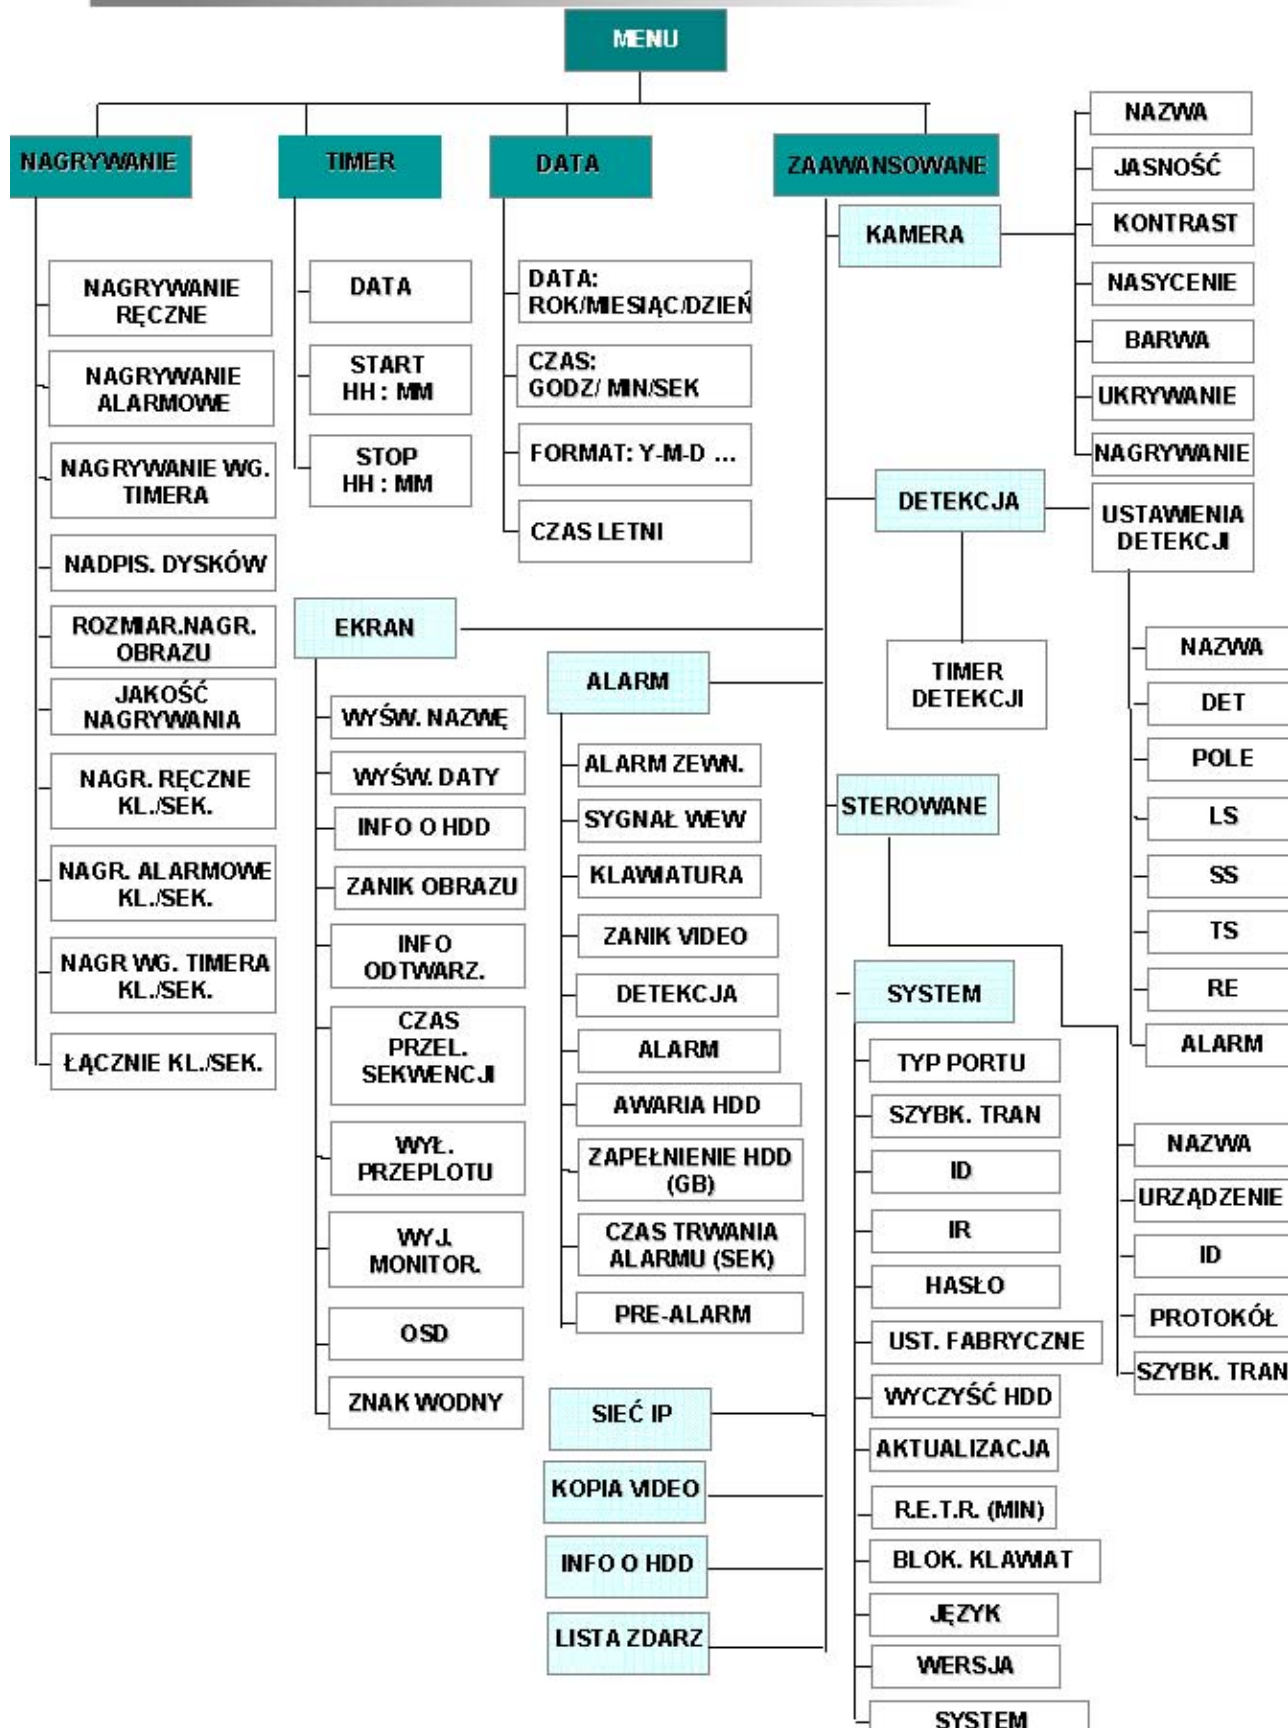 MENU
NAGRYWANIE
TIMER
DATA
ZAAWANSOWANE
NAGRYWANIE
RĘCZNE
NAGRYWANIE
ALARMOWE
NAGRYWANIE WG.
TIMERA
NADPIS. DYSKÓW
ROZMIAR.NAGR.
OBRAZU
JAKOŚĆ
NAGRYWANIA
NAGR. RĘCZNE
KL./SEK.
NAGR. ALARMOWE
KL./SEK.
NAGR WG. TIMERA
KL./SEK.
ŁĄCZNIE KL./SEK.
DATA
START
HH : MM
STOP
HH : MM
DATA:
ROK/MIESIĄC/DZIEŃ
CZAS:
GODZ/ MIN/SEK
FORMAT: Y-M-D ...
CZAS LETNI
KAMERA
NAZWA
JASNOŚĆ
KONTRAST
NASYCENIE
BARWA
UKRYWANIE
NAGRYWANIE
DETEKCJA
USTAWIENIA
DETEKCJI
TIMER
DETEKCJI
NAZWA
DET
POLE
LS
SS
TS
RE
ALARM
EKRAN
WYŚW. NAZWĘ
WYŚW. DATY
INFO O HDD
ZANIK OBRAZU
INFO
ODTWARZ.
CZAS
PRZEL.
SEKWENCJI
WYŁ.
PRZEPLOTU
WYJ.
MONITOR.
OSD
ZNAK WODNY
ALARM
ALARM ZEWN.
SYGNAŁ WEW
KLAWIATURA
ZANIK VIDEO
DETEKCJA
ALARM
AWARIA HDD
ZAPEŁNIENIE HDD
(GB)
CZAS TRWANIA
ALARMU (SEK)
PRE-ALARM
STEROWANE
NAZWA
URZĄDZENIE
ID
PROTOKÓŁ
SZYBK. TRAN
SYSTEM
TYP PORTU
SZYBK. TRAN
ID
IR
HASŁO
UST. FABRYCZNE
WYCZYŚĆ HDD
AKTUALIZACJA
R.E.T.R. (MIN)
BLOK. KLAWIAT
JĘZYK
WERSJA
SYSTEM
SIEĆ IP
KOPIA VIDEO
INFO O HDD
LISTA ZDARZ